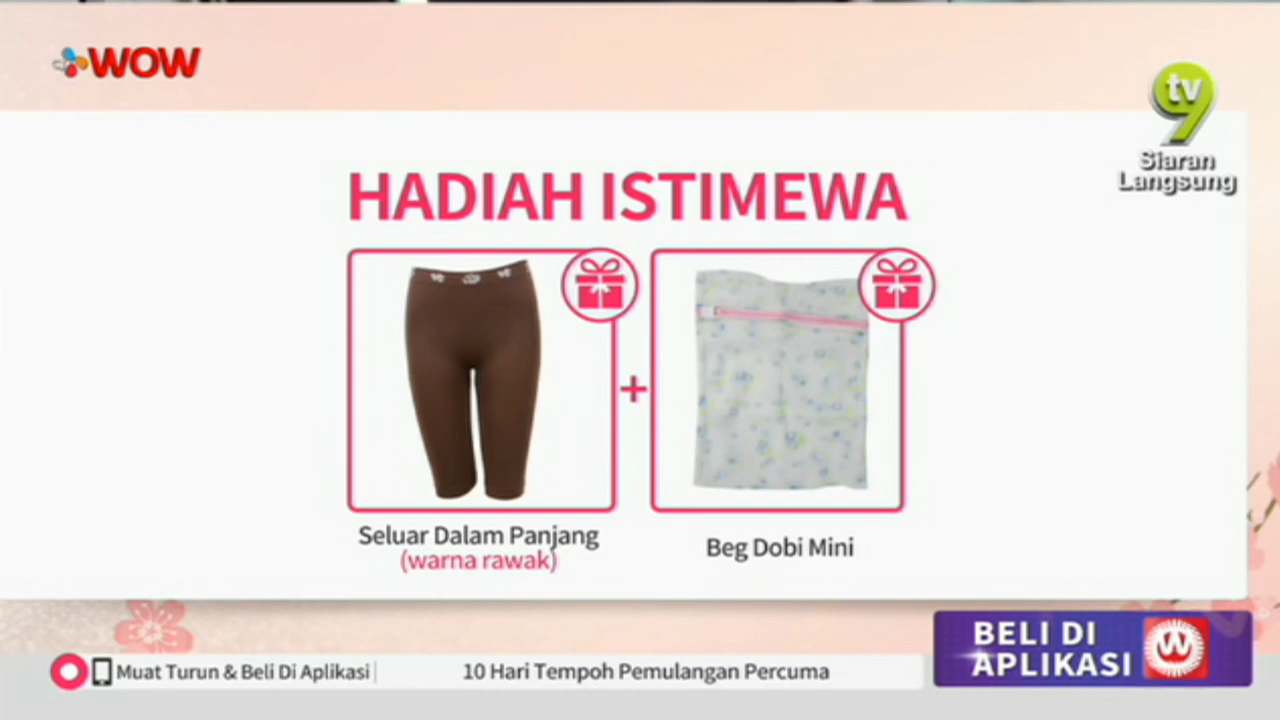 WOW
tv9
Siaran
Langsung
HADIAH ISTIMEWA
+
Seluar Dalam Panjang
(warna rawak)
Beg Dobi Mini
BELI DI
APLIKASI
W
Muat Turun & Beli Di Aplikasi
10 Hari Tempoh Pemulangan Percuma